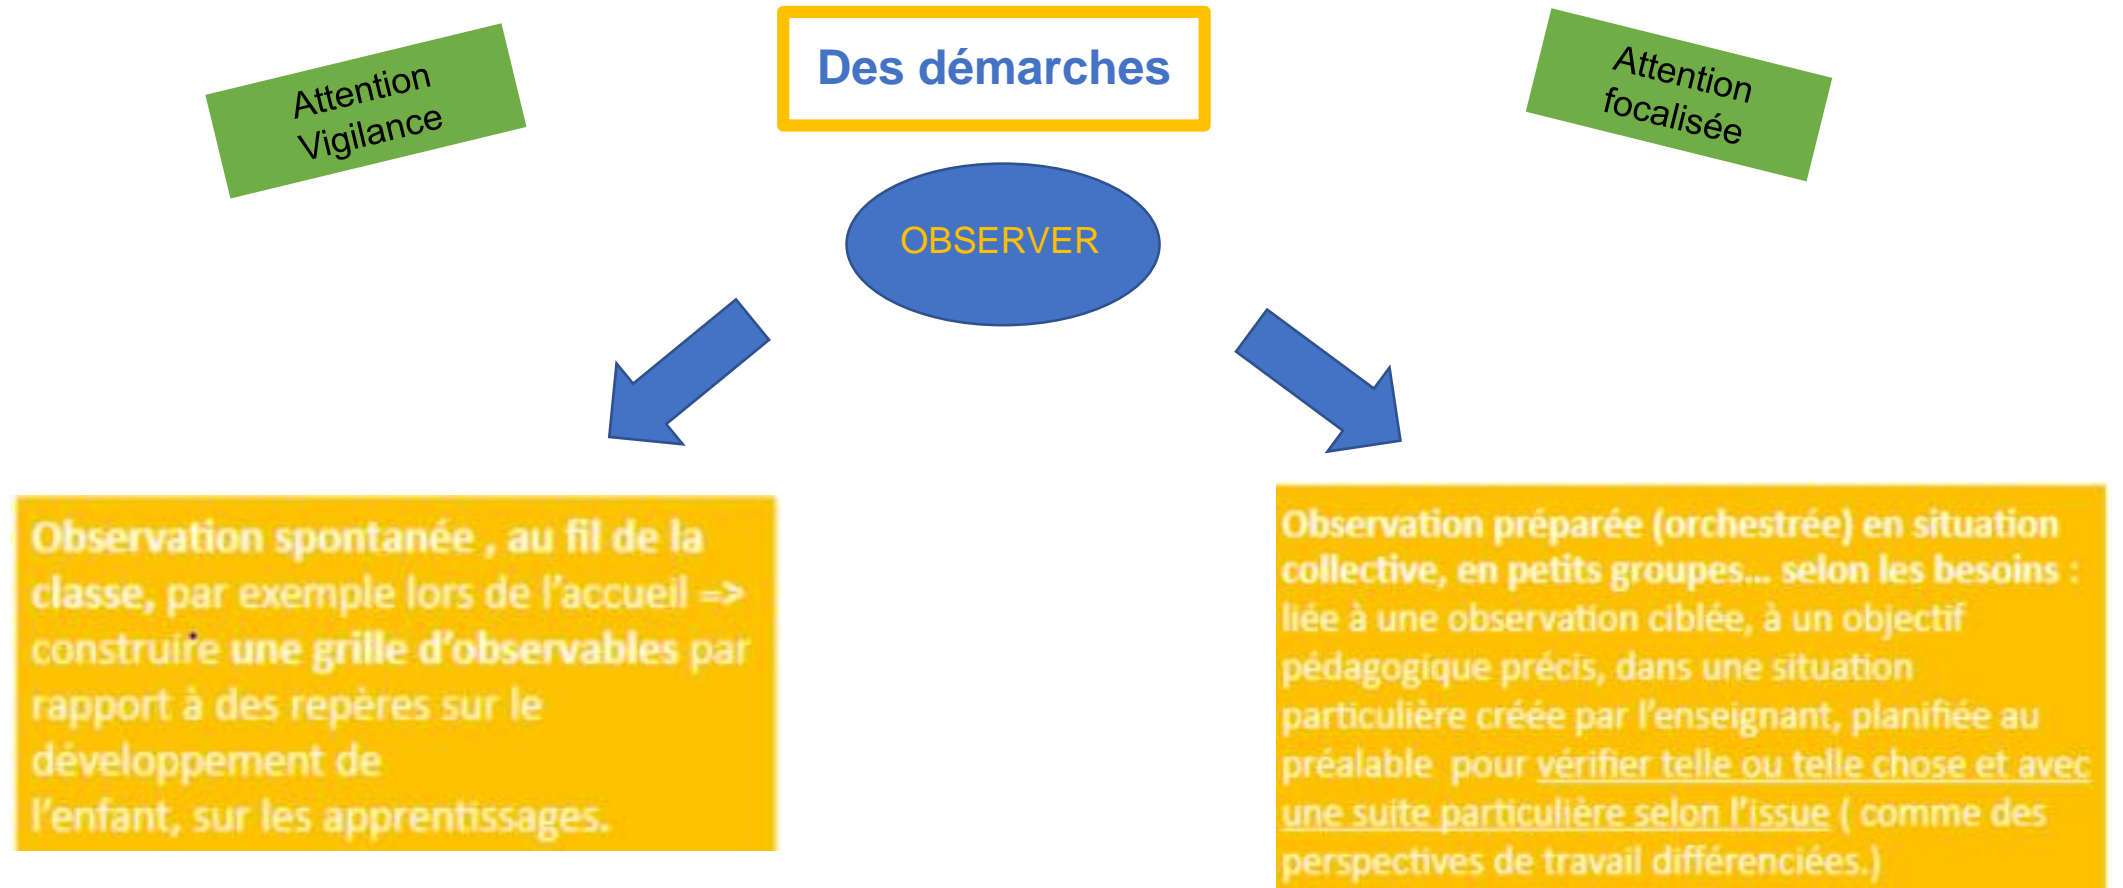 Attention
Vigilance
Des démarches
Attention
focalisée
OBSERVER
Observation spontanée , au fil de la
classe, par exemple lors de l'accueil =>
construire une grille d'observables par
rapport à des repères sur le
développement de
l'enfant, sur les apprentissages.
Observation préparée (orchestrée) en situation
collective, en petits groupes... selon les besoins :
liée à une observation ciblée, à un objectif
pédagogique précis, dans une situation
particulière créée par l'enseignant, planifiée au
préalable pour vérifier telle ou telle chose et avec
une suite particulière selon l'issue ( comme des
perspectives de travail différenciées.)